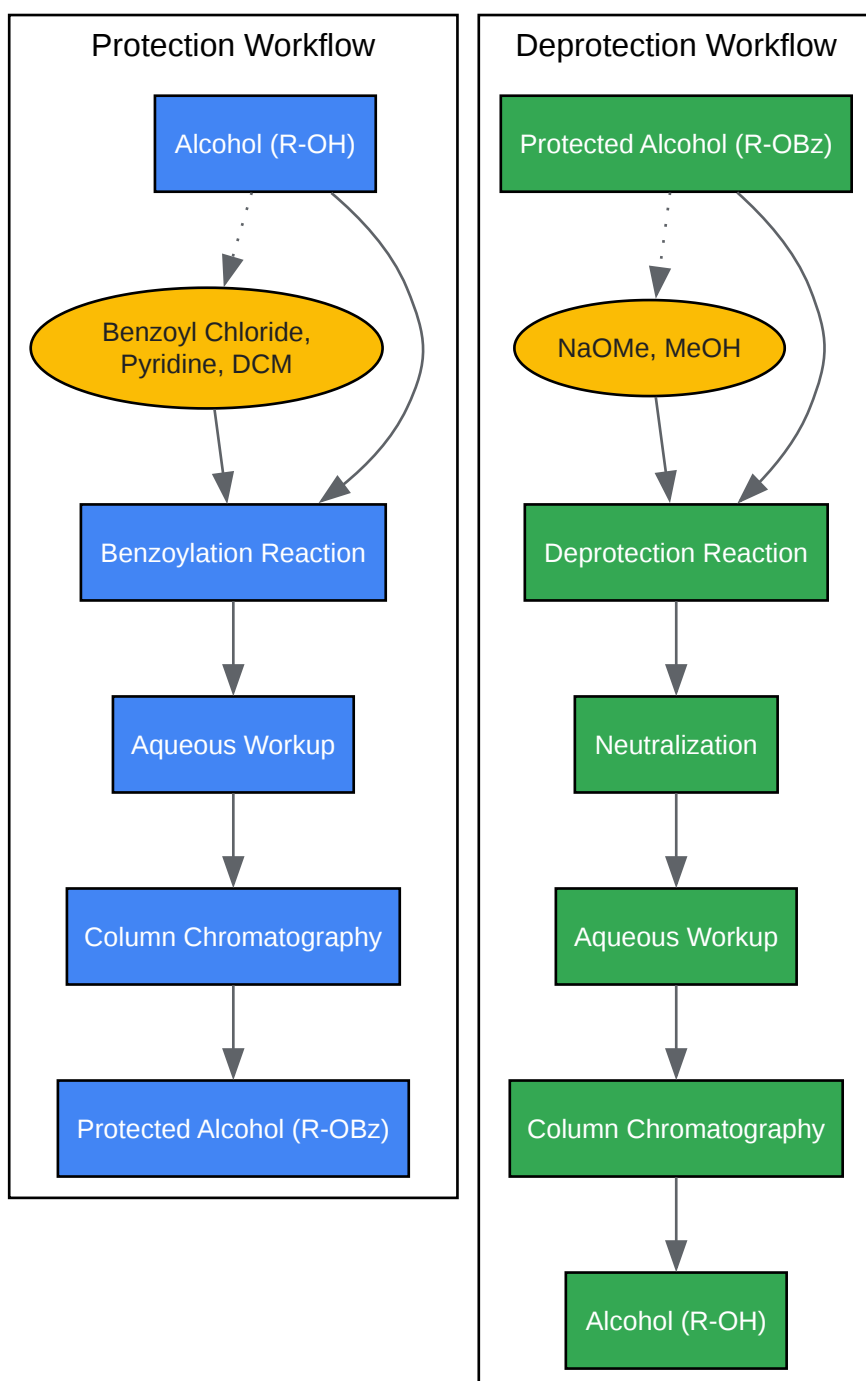 Protection Workflow
Alcohol (R-OH)
Benzoyl Chloride,
Pyridine, DCM
Benzoylation Reaction
Aqueous Workup
Column Chromatography
Protected Alcohol (R-OBz)
Deprotection Workflow
Protected Alcohol (R-OBz)
NaOMe, MeOH
Deprotection Reaction
Neutralization
Aqueous Workup
Column Chromatography
Alcohol (R-OH)